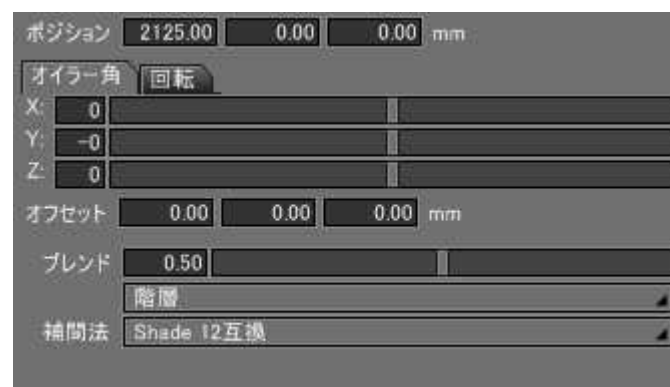 ポジション 2125.00 0.00 0.00 mm
オイラー角 回転
X: 0
Y: -0
Z: 0
オフセット 0.00 0.00 0.00 mm
ブレンド 0.50
階層
補間法 Shade 12互換